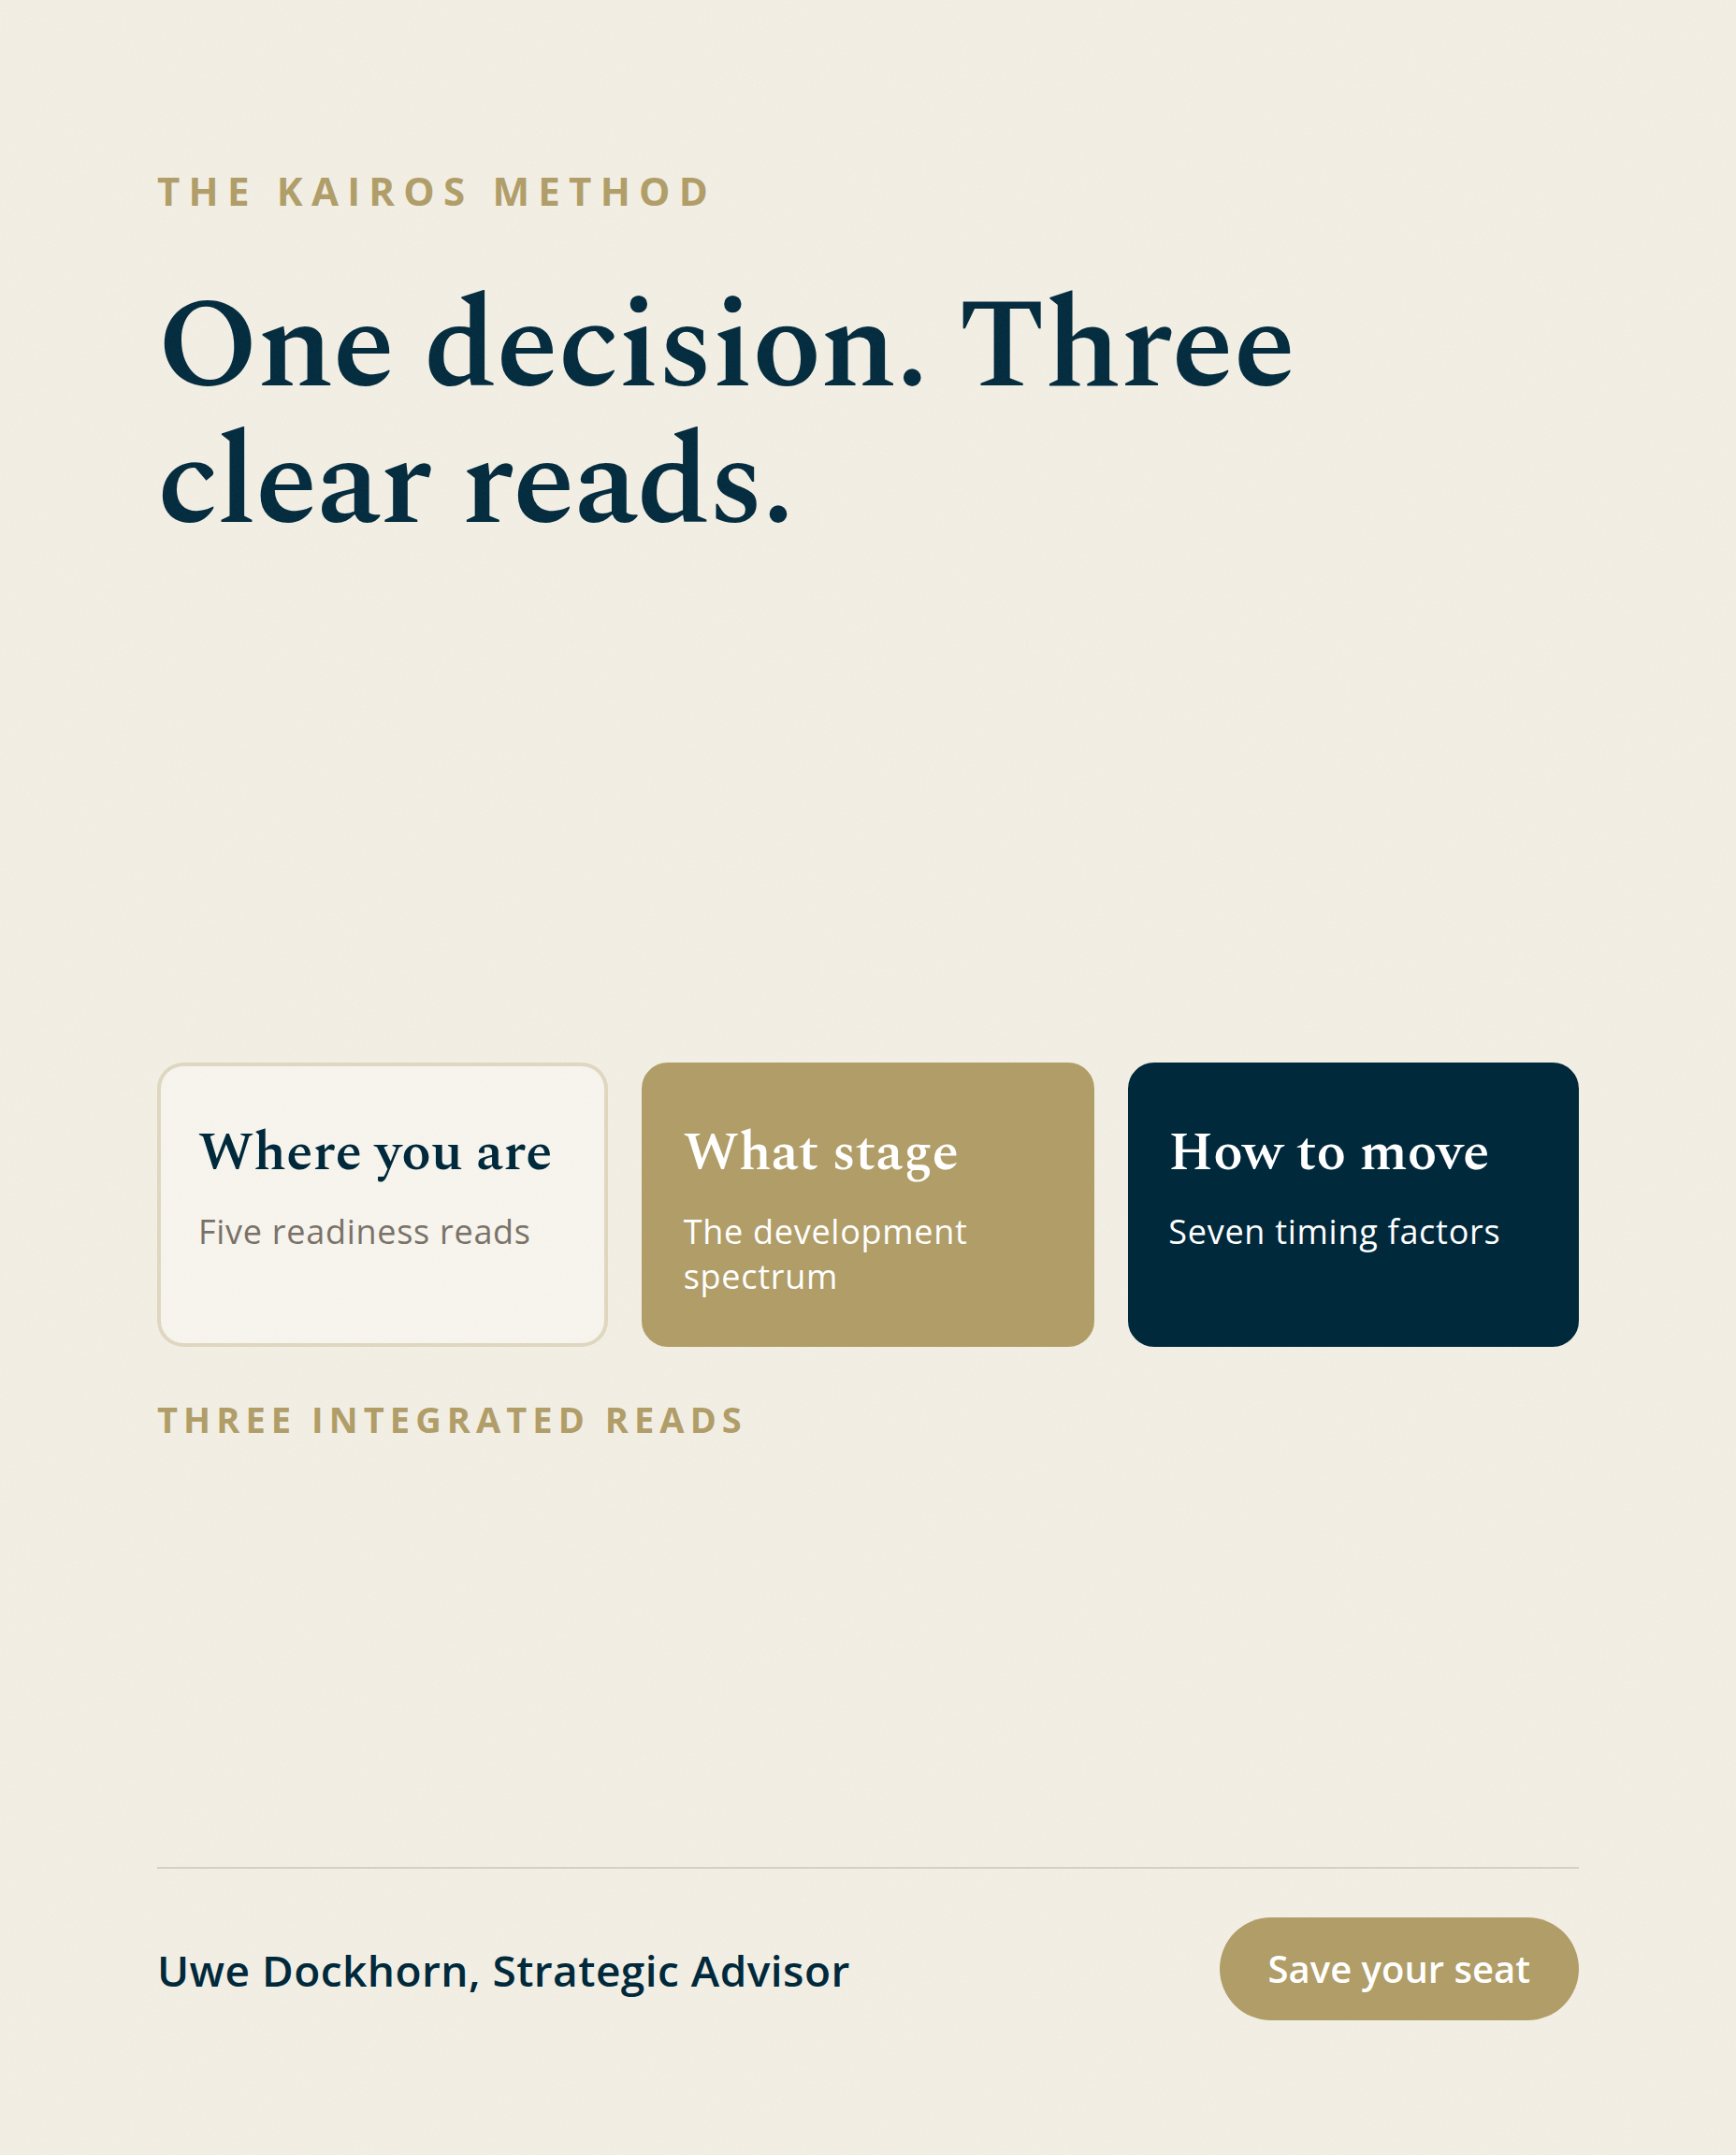 THE KAIROS METHOD
One decision. Three
clear reads.
Where you are
Five readiness reads
What stage
The development
spectrum
How to move
Seven timing factors
THREE INTEGRATED READS
Uwe Dockhorn, Strategic Advisor
Save your seat